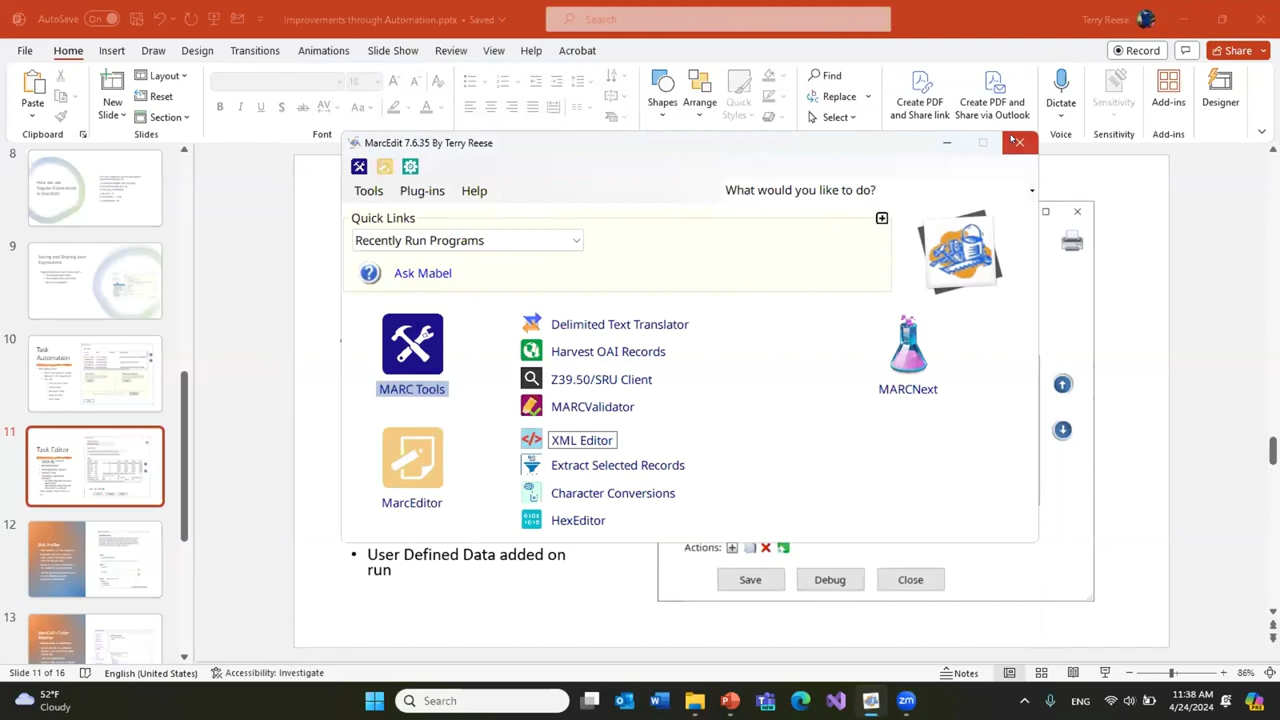 AutoSave On
Improvements through Automation.pptx • Saved
Search
Terry Reese
File Home Insert Draw Design Transitions Animations Slide Show Review View Help Acrobat
Record
Share
Paste
New Slide
Layout
Reset
Section
18
B I U S ab AV Aa A
Shapes
Arrange
Quick Styles
Find
Replace
Select
Create PDF and Share link
Create PDF and Share via Outlook
Dictate
Sensitivity
Add-ins
Designer
Clipboard
Slides
Font
Voice
Sensitivity
Add-ins
MarcEdit 7.6.35 By Terry Reese
Tools Plug-ins Help
What would you like to do?
Quick Links
Recently Run Programs
Ask Mabel
MARC Tools
MarcEditor
Delimited Text Translator
Harvest OAI Records
Z39.50/SRU Client
MARCValidator
XML Editor
Extract Selected Records
Character Conversions
HexEditor
MARCNext
8
9
10
Task
Automation
11
Task Editor
12
13
• User Defined Data added on
run
Actions:
Save
Debug
Close
Slide 11 of 16
English (United States)
Accessibility: Investigate
Notes
86%
52°F
Cloudy
Search
ENG
11:38 AM
4/24/2024